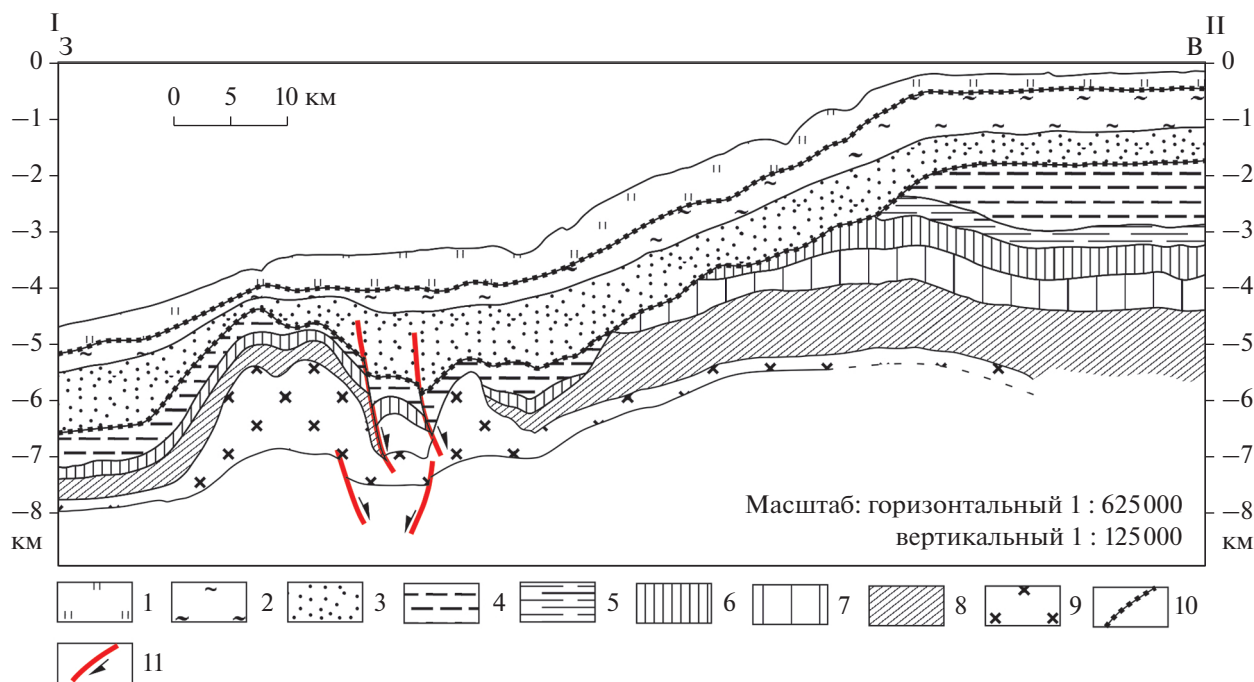 I II
З В
0 0
0 5 10 км
−1 −1
−2 −2
−3 −3
−4 −4
−5 −5
−6 −6
−7 −7
Масштаб: горизонтальный 1 : 625 000
−8 вертикальный 1 : 125 000 −8
км км
1 2 3 4 5 6 7 8 9 10
11